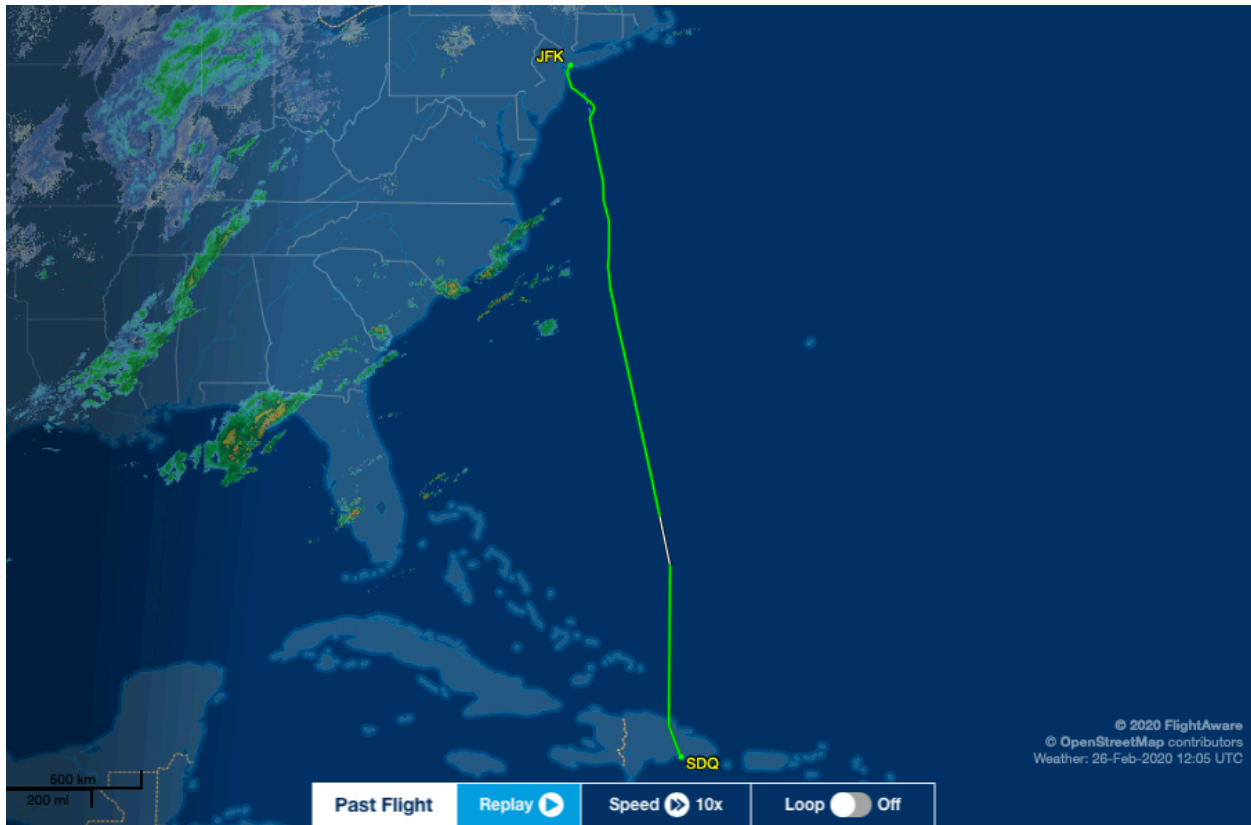 JFK
SDQ
© 2020 FlightAware
© OpenStreetMap contributors
Weather: 26-Feb-2020 12:05 UTC
500 km
200 mi
Past Flight Replay Speed 10x Loop Off